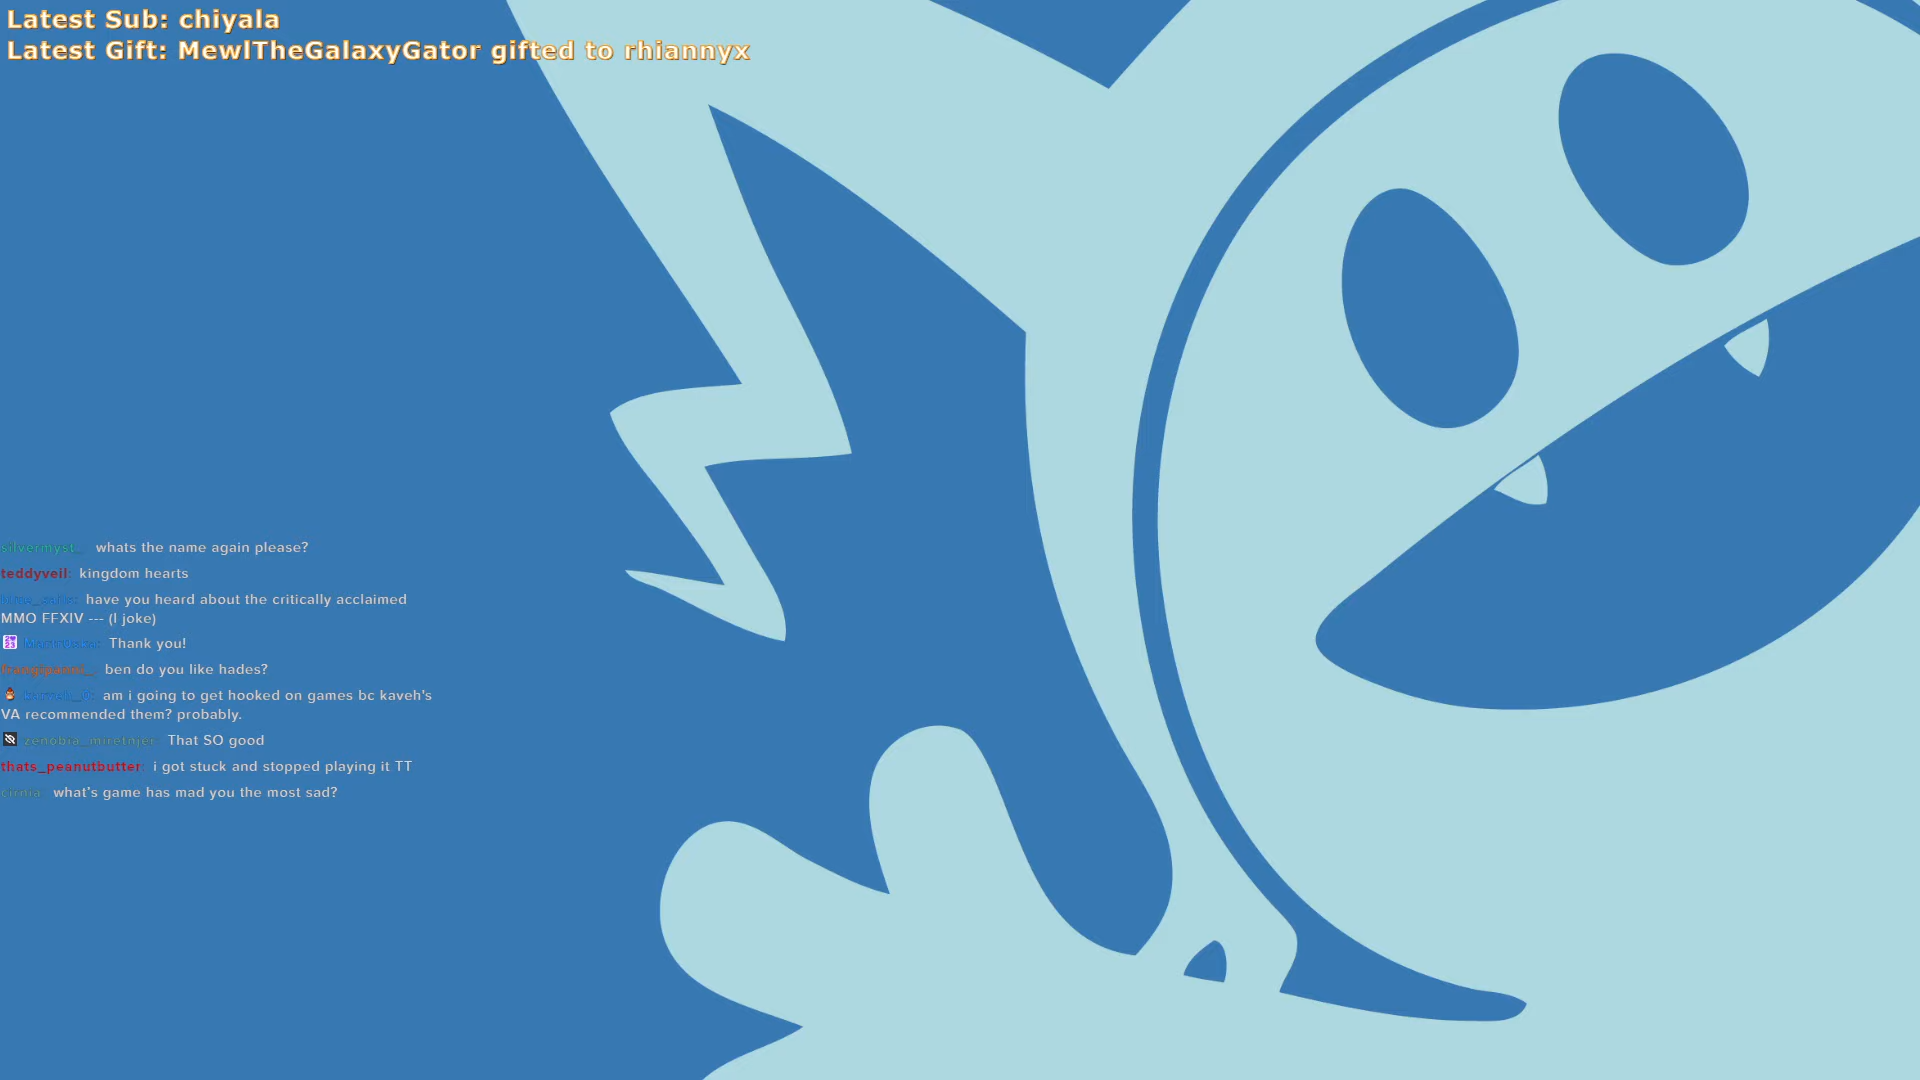 Latest Sub: chiyala
Latest Gift: MewlTheGalaxyGator gifted to rhiannyx
silvermyst_ whats the name again please?
teddyveil: kingdom hearts
have you heard about the critically acclaimed
MMO FFXIV --- (I joke)
Thank you!
frangipanni_ ben do you like hades?
am i going to get hooked on games bc kaveh's
VA recommended them? probably.
zenobia_miretnjer: That SO good
thats_peanutbutter: i got stuck and stopped playing it TT
what's game has mad you the most sad?